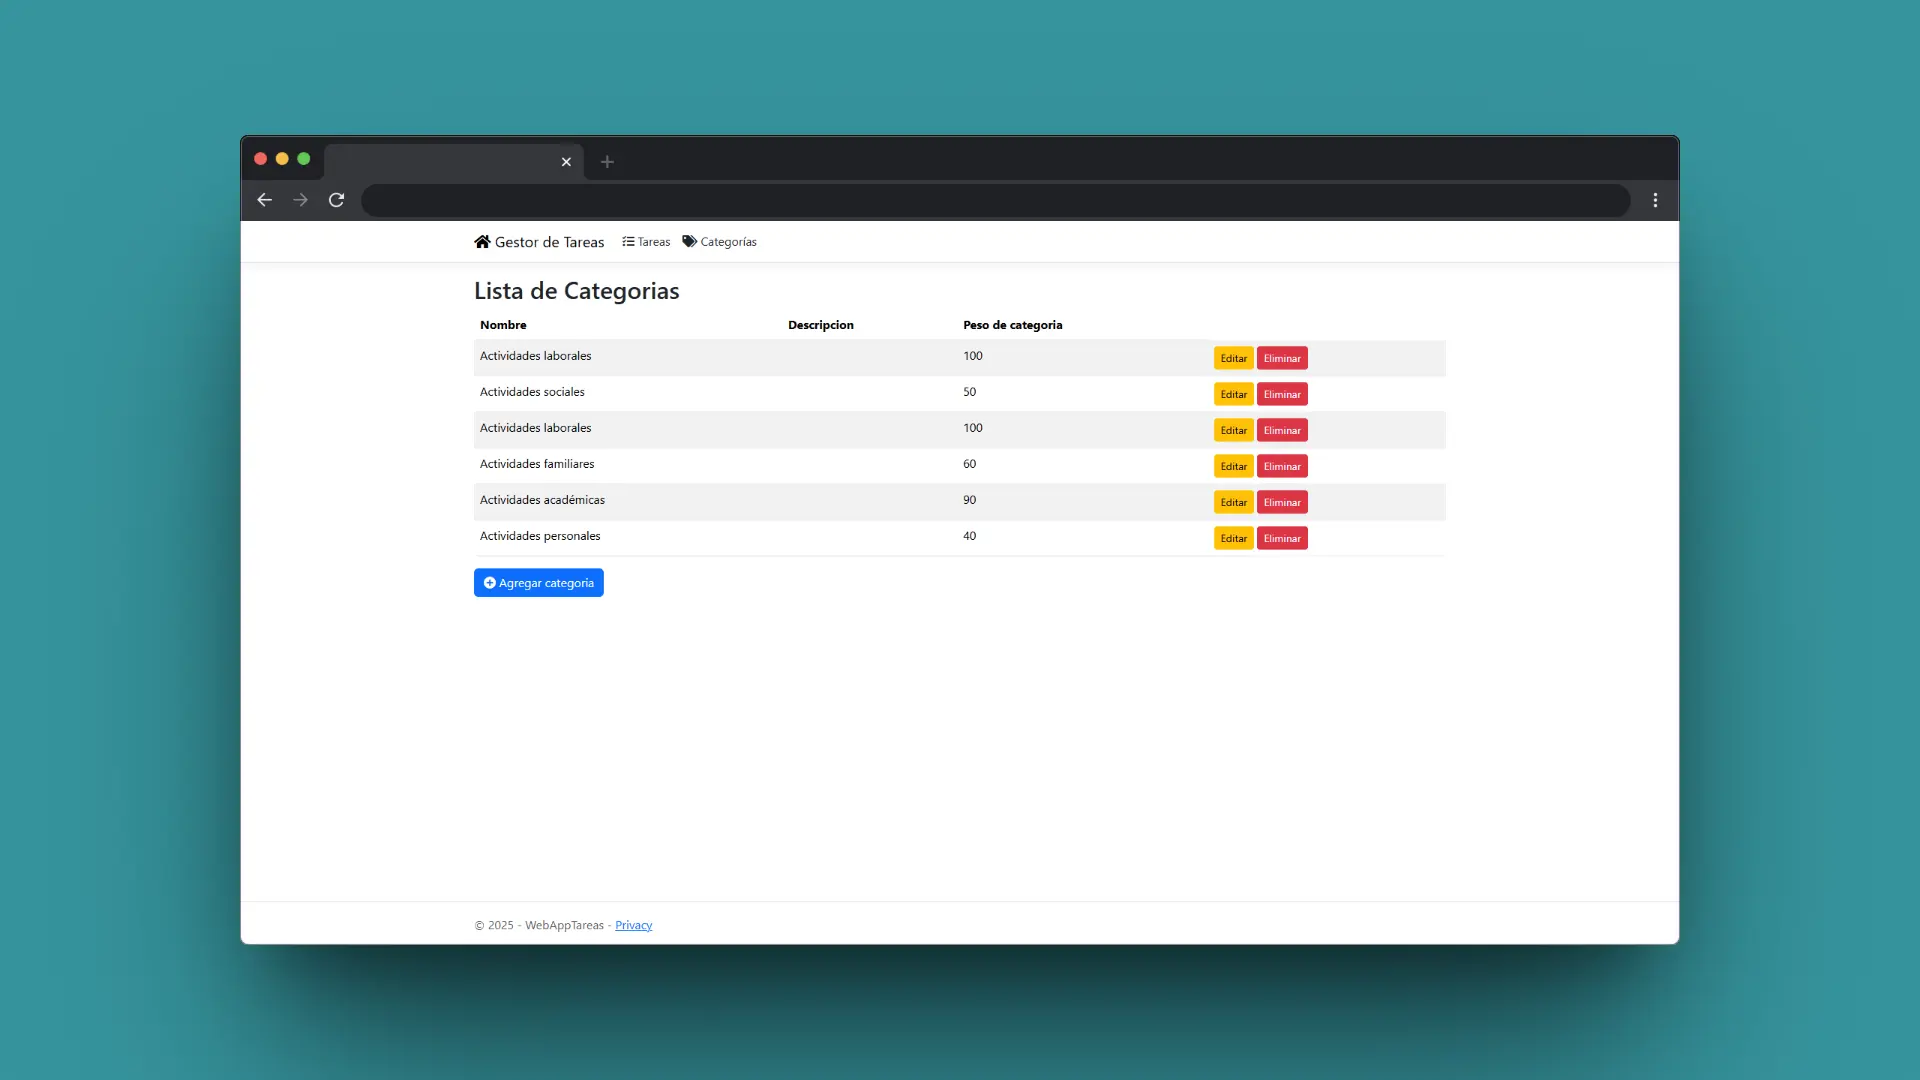 Gestor de Tareas Tareas Categorías
Lista de Categorias
Nombre Descripcion Peso de categoria
Actividades laborales 100 Editar Eliminar
Actividades sociales 50 Editar Eliminar
Actividades laborales 100 Editar Eliminar
Actividades familiares 60 Editar Eliminar
Actividades académicas 90 Editar Eliminar
Actividades personales 40 Editar Eliminar
Agregar categoria
© 2025 - WebAppTareas - Privacy